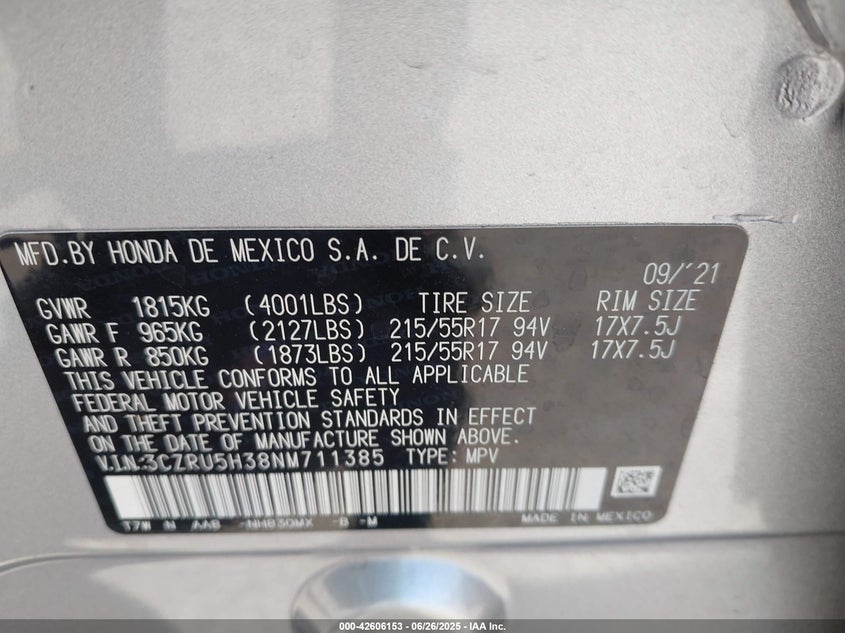 MFD.BY HONDA DE MEXICO S.A. DE C.V.
09/'21
GVWR 1815KG (4001LBS) TIRE SIZE RIM SIZE
GAWR F 965KG (2127LBS) 215/55R17 94V 17X7.5J
GAWR R 850KG (1873LBS) 215/55R17 94V 17X7.5J
THIS VEHICLE CONFORMS TO ALL APPLICABLE
FEDERAL MOTOR VEHICLE SAFETY
AND THEFT PREVENTION STANDARDS IN EFFECT
ON THE DATE OF MANUFACTURE SHOWN ABOVE.
V.I.N.:3CZRU5H38NM711385 TYPE: MPV
T7W N AAB -NH830MX -B -M
MADE IN MEXICO
000-42606153 - 06/26/2025 - IAA Inc.